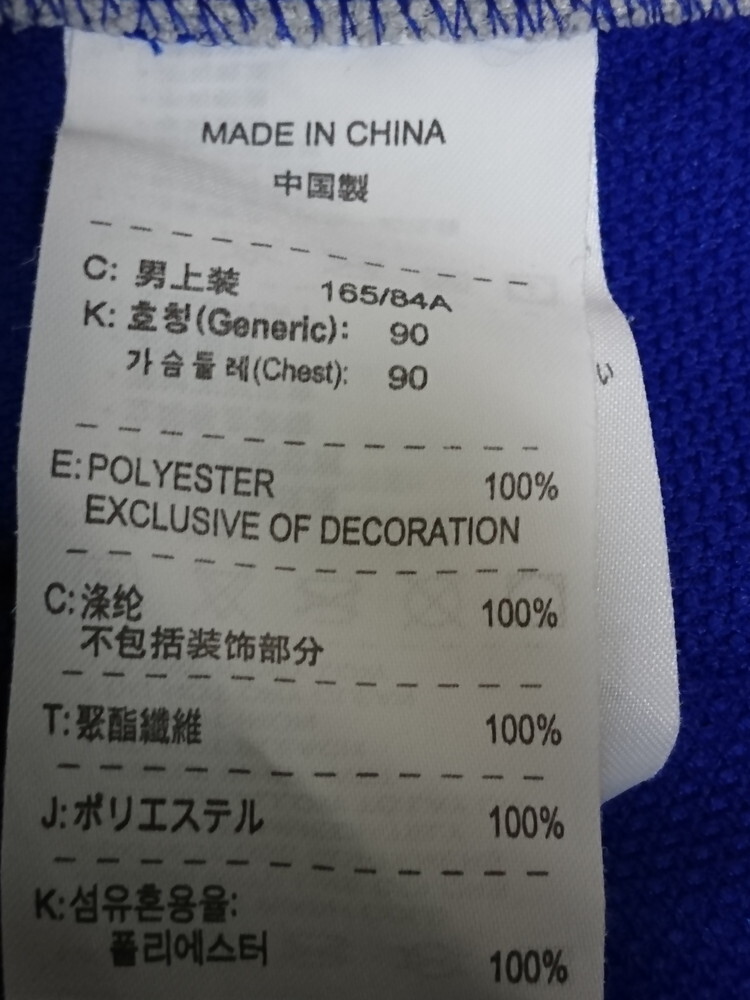 MADE IN CHINA
中国製
C: 男上装 165/84A
K: 호칭(Generic): 90
가슴둘레(Chest): 90
E:POLYESTER 100%
EXCLUSIVE OF DECORATION
C:涤纶 100%
不包括装饰部分
T:聚酯纖維 100%
J:ポリエステル 100%
K:섬유혼용율:
폴리에스터 100%